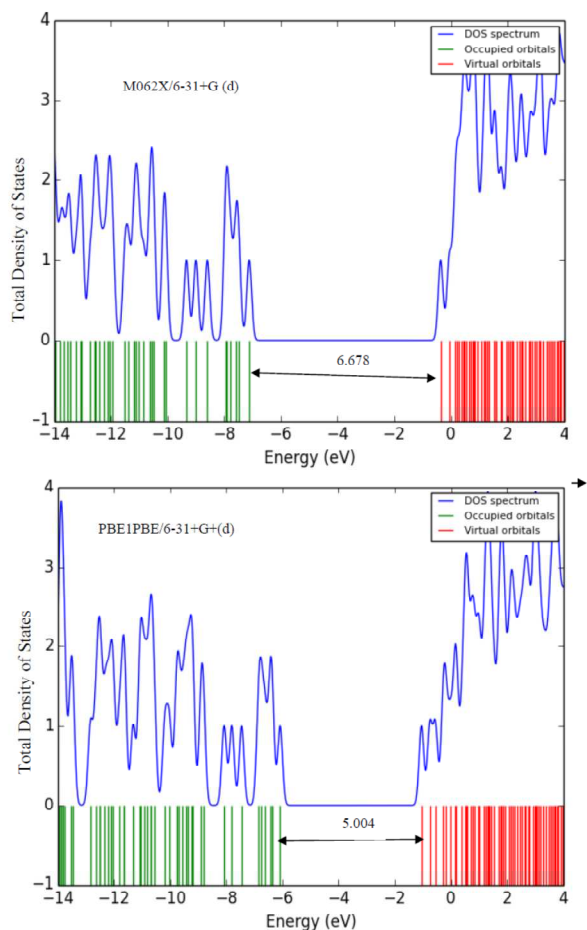 M062X/6-31+G (d)
DOS spectrum
Occupied orbitals
Virtual orbitals
Total Density of States
4
3
2
1
0
−1
6.678
−14 −12 −10 −8 −6 −4 −2 0 2 4
Energy (eV)
PBE1PBE/6-31+G+(d)
DOS spectrum
Occupied orbitals
Virtual orbitals
Total Density of States
4
3
2
1
0
−1
5.004
−14 −12 −10 −8 −6 −4 −2 0 2 4
Energy (eV)